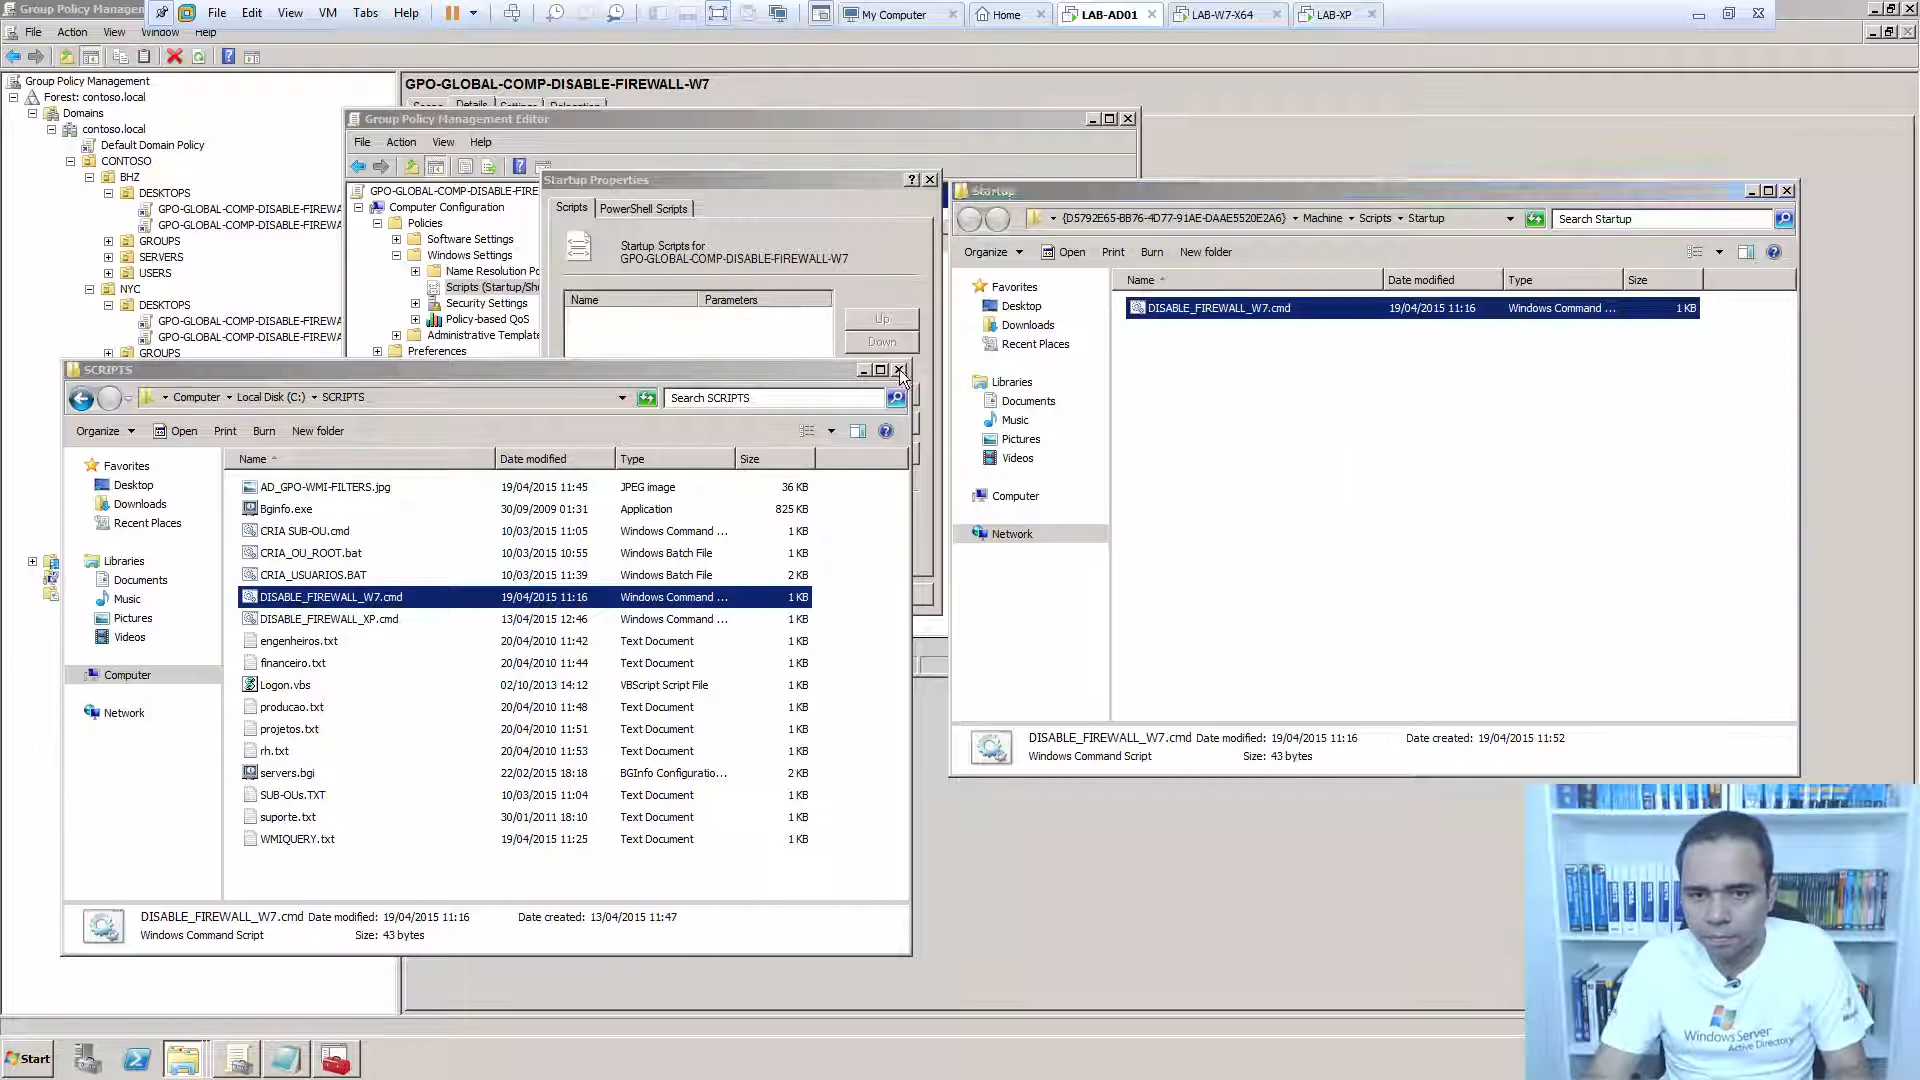 Group Policy Management
File Edit View VM Tabs Help
My Computer
Home
LAB-AD01
LAB-W7-X64
LAB-XP
File Action View Window Help
Group Policy Management
Forest: contoso.local
Domains
contoso.local
Default Domain Policy
CONTOSO
BHZ
DESKTOPS
GPO-GLOBAL-COMP-DISABLE-FIREWA
GPO-GLOBAL-COMP-DISABLE-FIREWA
GROUPS
SERVERS
USERS
NYC
DESKTOPS
GPO-GLOBAL-COMP-DISABLE-FIREWA
GPO-GLOBAL-COMP-DISABLE-FIREWA
GROUPS
GPO-GLOBAL-COMP-DISABLE-FIREWALL-W7
Scope Details Settings Delegation
Group Policy Management Editor
File Action View Help
GPO-GLOBAL-COMP-DISABLE-FIRE
Computer Configuration
Policies
Software Settings
Windows Settings
Name Resolution Po
Scripts (Startup/Shu
Security Settings
Policy-based QoS
Administrative Template
Preferences
Startup Properties
Scripts
PowerShell Scripts
Startup Scripts for
GPO-GLOBAL-COMP-DISABLE-FIREWALL-W7
Name Parameters
Up
Down
Startup
{D5792E65-BB76-4D77-91AE-DAAE5520E2A6} Machine Scripts Startup
Search Startup
Organize Open Print Burn New folder
Favorites
Desktop
Downloads
Recent Places
Libraries
Documents
Music
Pictures
Videos
Computer
Network
Name Date modified Type Size
DISABLE_FIREWALL_W7.cmd 19/04/2015 11:16 Windows Command ... 1 KB
DISABLE_FIREWALL_W7.cmd Date modified: 19/04/2015 11:16 Date created: 19/04/2015 11:52
Windows Command Script Size: 43 bytes
SCRIPTS
Computer Local Disk (C:) SCRIPTS
Search SCRIPTS
Organize Open Print Burn New folder
Favorites
Desktop
Downloads
Recent Places
Libraries
Documents
Music
Pictures
Videos
Computer
Network
Name Date modified Type Size
AD_GPO-WMI-FILTERS.jpg 19/04/2015 11:45 JPEG image 36 KB
Bginfo.exe 30/09/2009 01:31 Application 825 KB
CRIA SUB-OU.cmd 10/03/2015 11:05 Windows Command ... 1 KB
CRIA_OU_ROOT.bat 10/03/2015 10:55 Windows Batch File 1 KB
CRIA_USUARIOS.BAT 10/03/2015 11:39 Windows Batch File 2 KB
DISABLE_FIREWALL_W7.cmd 19/04/2015 11:16 Windows Command ... 1 KB
DISABLE_FIREWALL_XP.cmd 13/04/2015 12:46 Windows Command ... 1 KB
engenheiros.txt 20/04/2010 11:42 Text Document 1 KB
financeiro.txt 20/04/2010 11:44 Text Document 1 KB
Logon.vbs 02/10/2013 14:12 VBScript Script File 1 KB
producao.txt 20/04/2010 11:48 Text Document 1 KB
projetos.txt 20/04/2010 11:51 Text Document 1 KB
rh.txt 20/04/2010 11:53 Text Document 1 KB
servers.bgi 22/02/2015 18:18 BGInfo Configuratio... 2 KB
SUB-OUs.TXT 10/03/2015 11:04 Text Document 1 KB
suporte.txt 30/01/2011 18:10 Text Document 1 KB
WMIQUERY.txt 19/04/2015 11:25 Text Document 1 KB
DISABLE_FIREWALL_W7.cmd Date modified: 19/04/2015 11:16 Date created: 13/04/2015 11:47
Windows Command Script Size: 43 bytes
Windows Server
Active Directory
Start